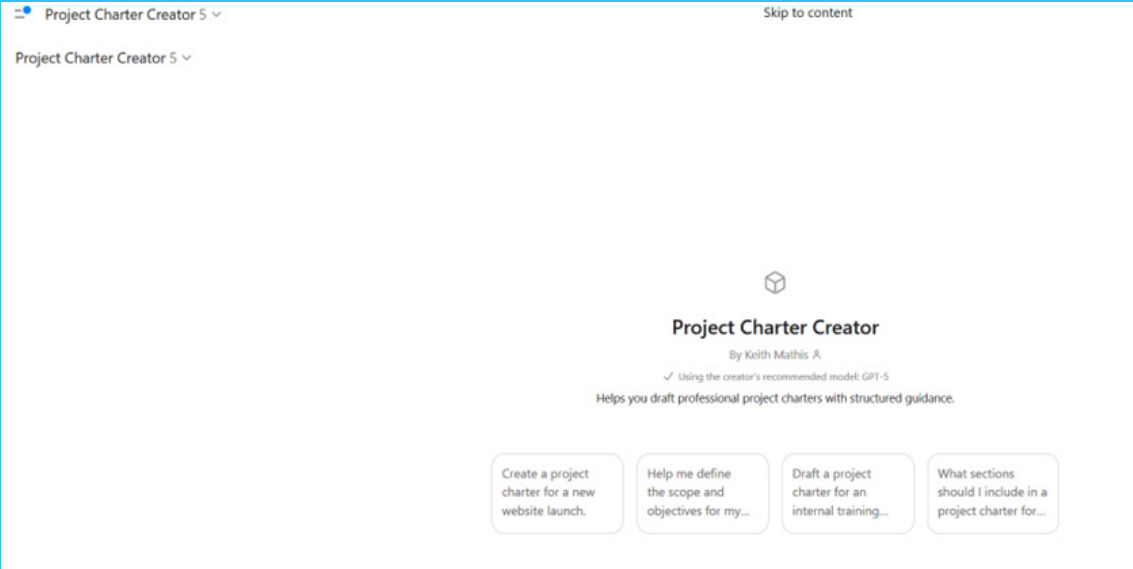 Project Charter Creator 5
Skip to content
Project Charter Creator 5
Project Charter Creator
By Keith Mathis
Using the creator's recommended model: GPT-5
Helps you draft professional project charters with structured guidance.
Create a project
charter for a new
website launch.
Help me define
the scope and
objectives for my...
Draft a project
charter for an
internal training...
What sections
should I include in a
project charter for...